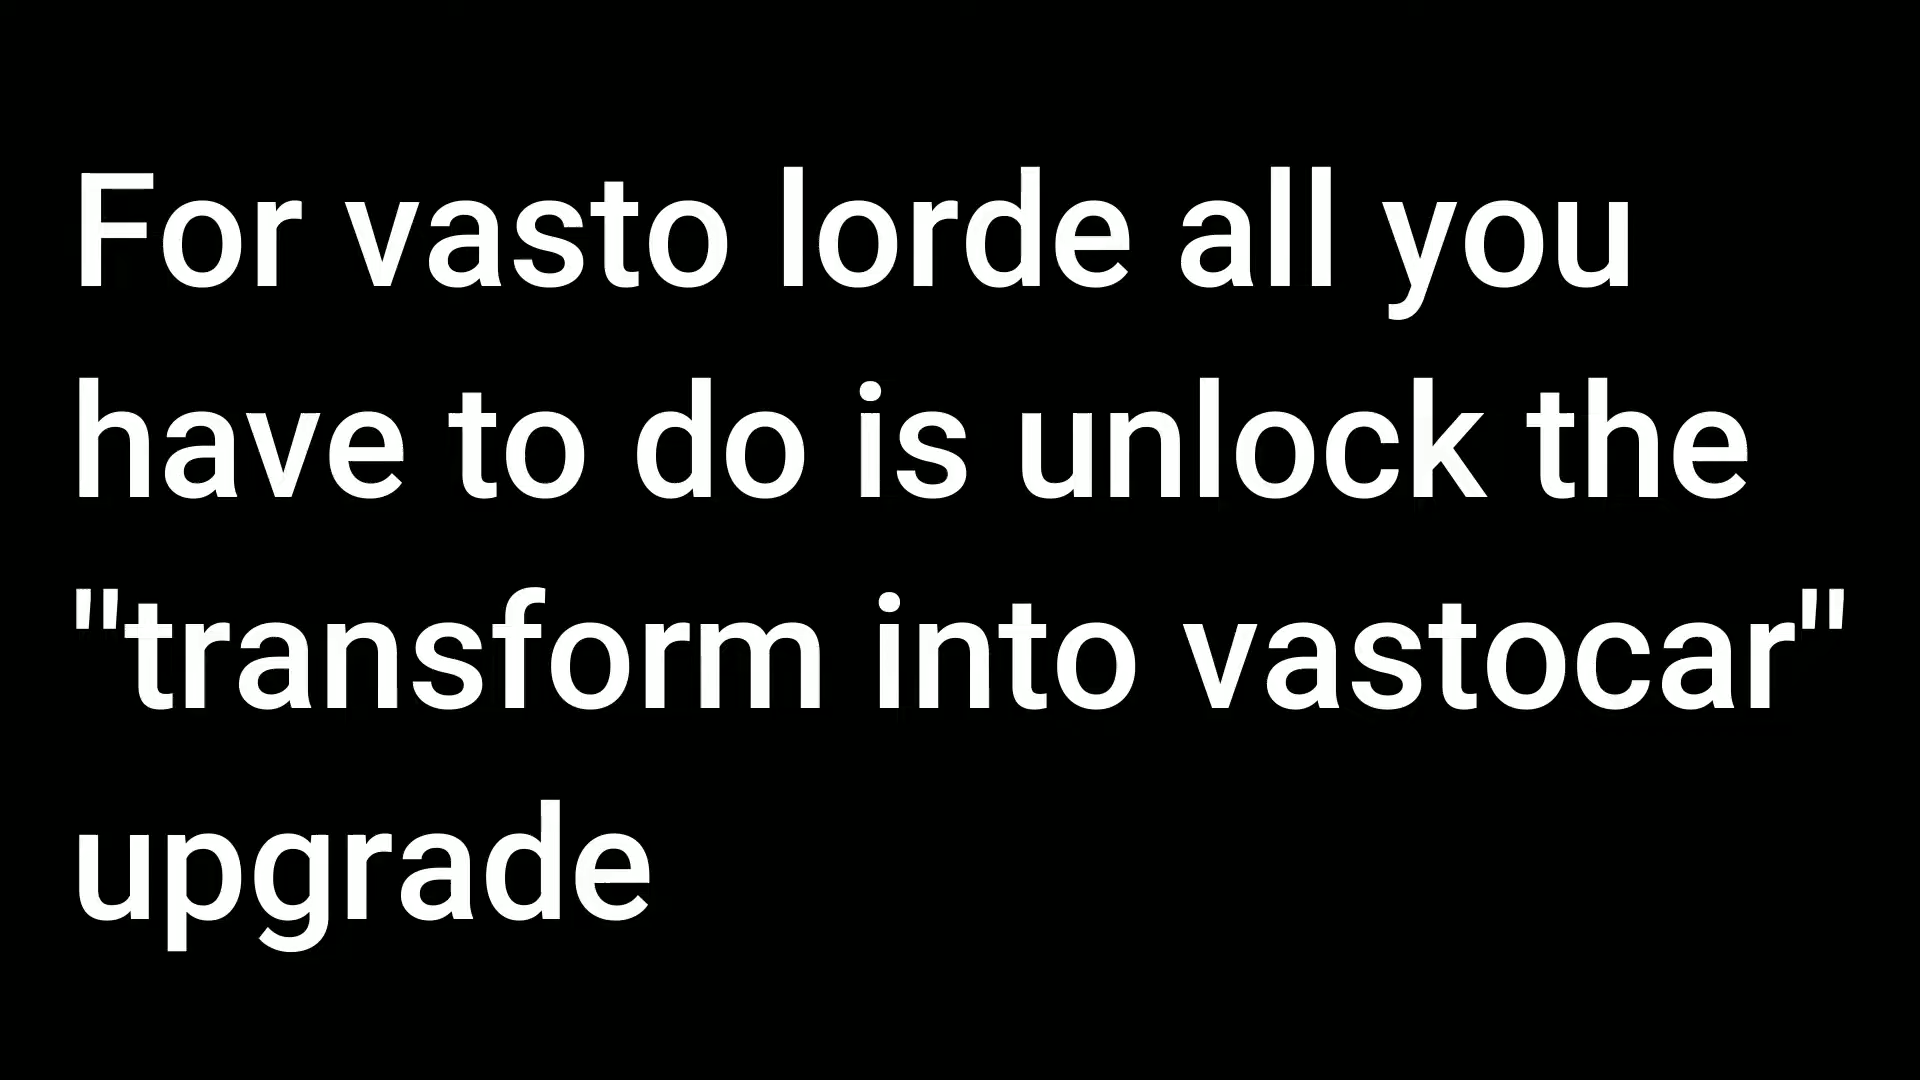 For vasto lorde all you
have to do is unlock the
"transform into vastocar"
upgrade